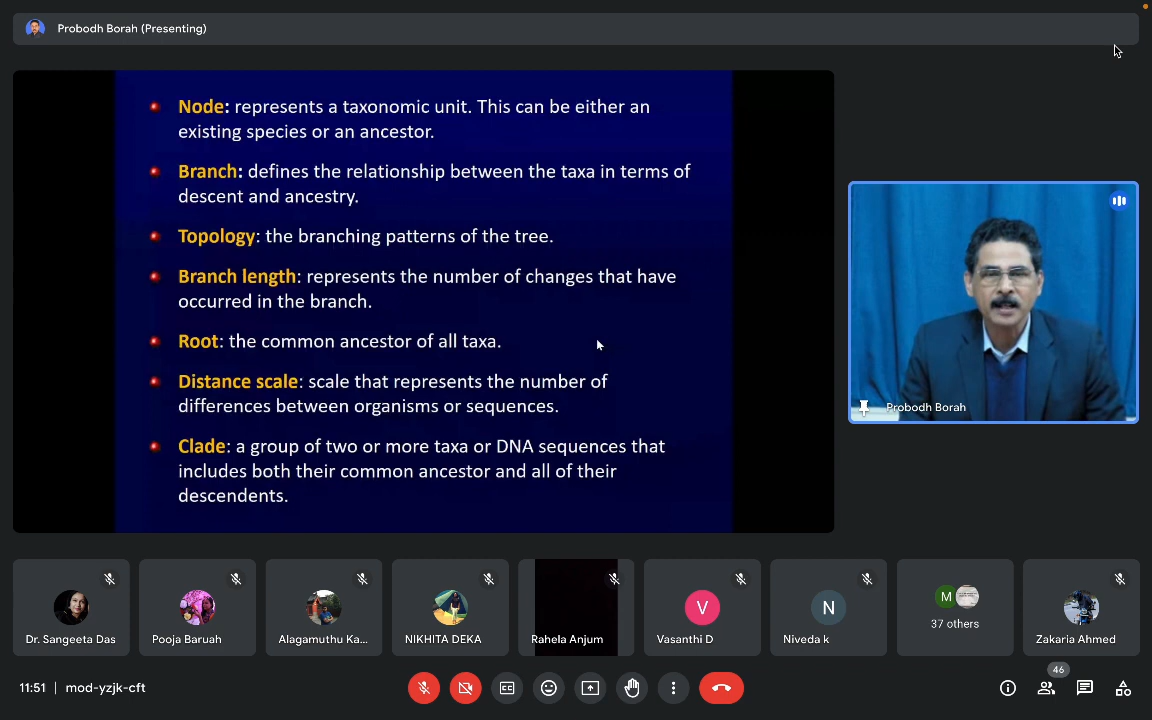 Probodh Borah (Presenting)
Node: represents a taxonomic unit. This can be either an
existing species or an ancestor.
Branch: defines the relationship between the taxa in terms of
descent and ancestry.
Topology: the branching patterns of the tree.
Branch length: represents the number of changes that have
occurred in the branch.
Root: the common ancestor of all taxa.
Distance scale: scale that represents the number of
differences between organisms or sequences.
Clade: a group of two or more taxa or DNA sequences that
includes both their common ancestor and all of their
descendents.
Probodh Borah
Dr. Sangeeta Das
Pooja Baruah
Alagamuthu Ka...
NIKHITA DEKA
Rahela Anjum
V
Vasanthi D
N
Niveda k
M
37 others
Zakaria Ahmed
11:51 | mod-yzjk-cft
46